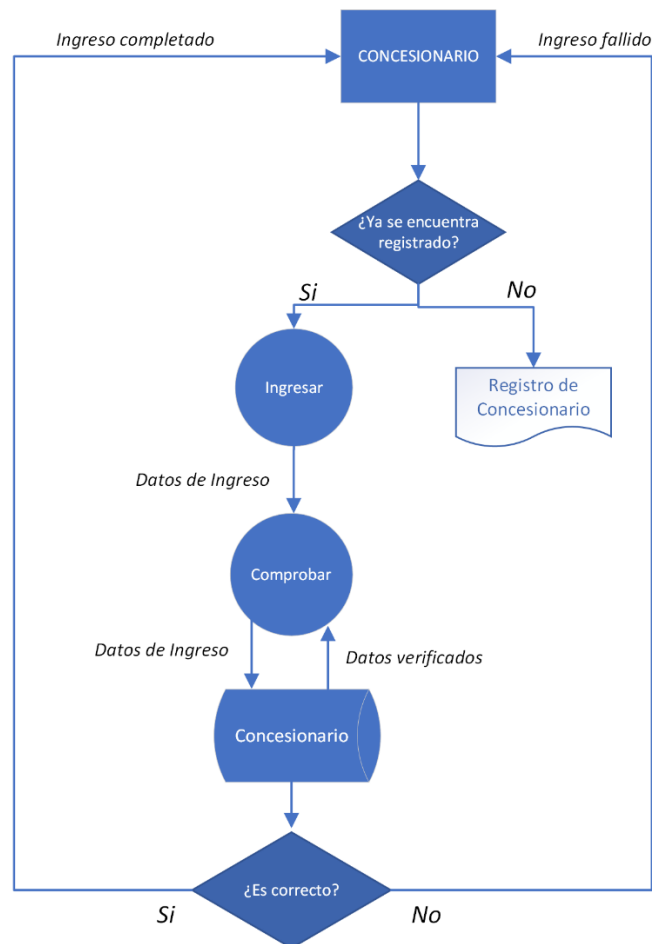 Ingreso completado
CONCESIONARIO
Ingreso fallido
¿Ya se encuentra
registrado?
Si
No
Ingresar
Registro de
Concesionario
Datos de Ingreso
Comprobar
Datos de Ingreso
Datos verificados
Concesionario
¿Es correcto?
Si
No